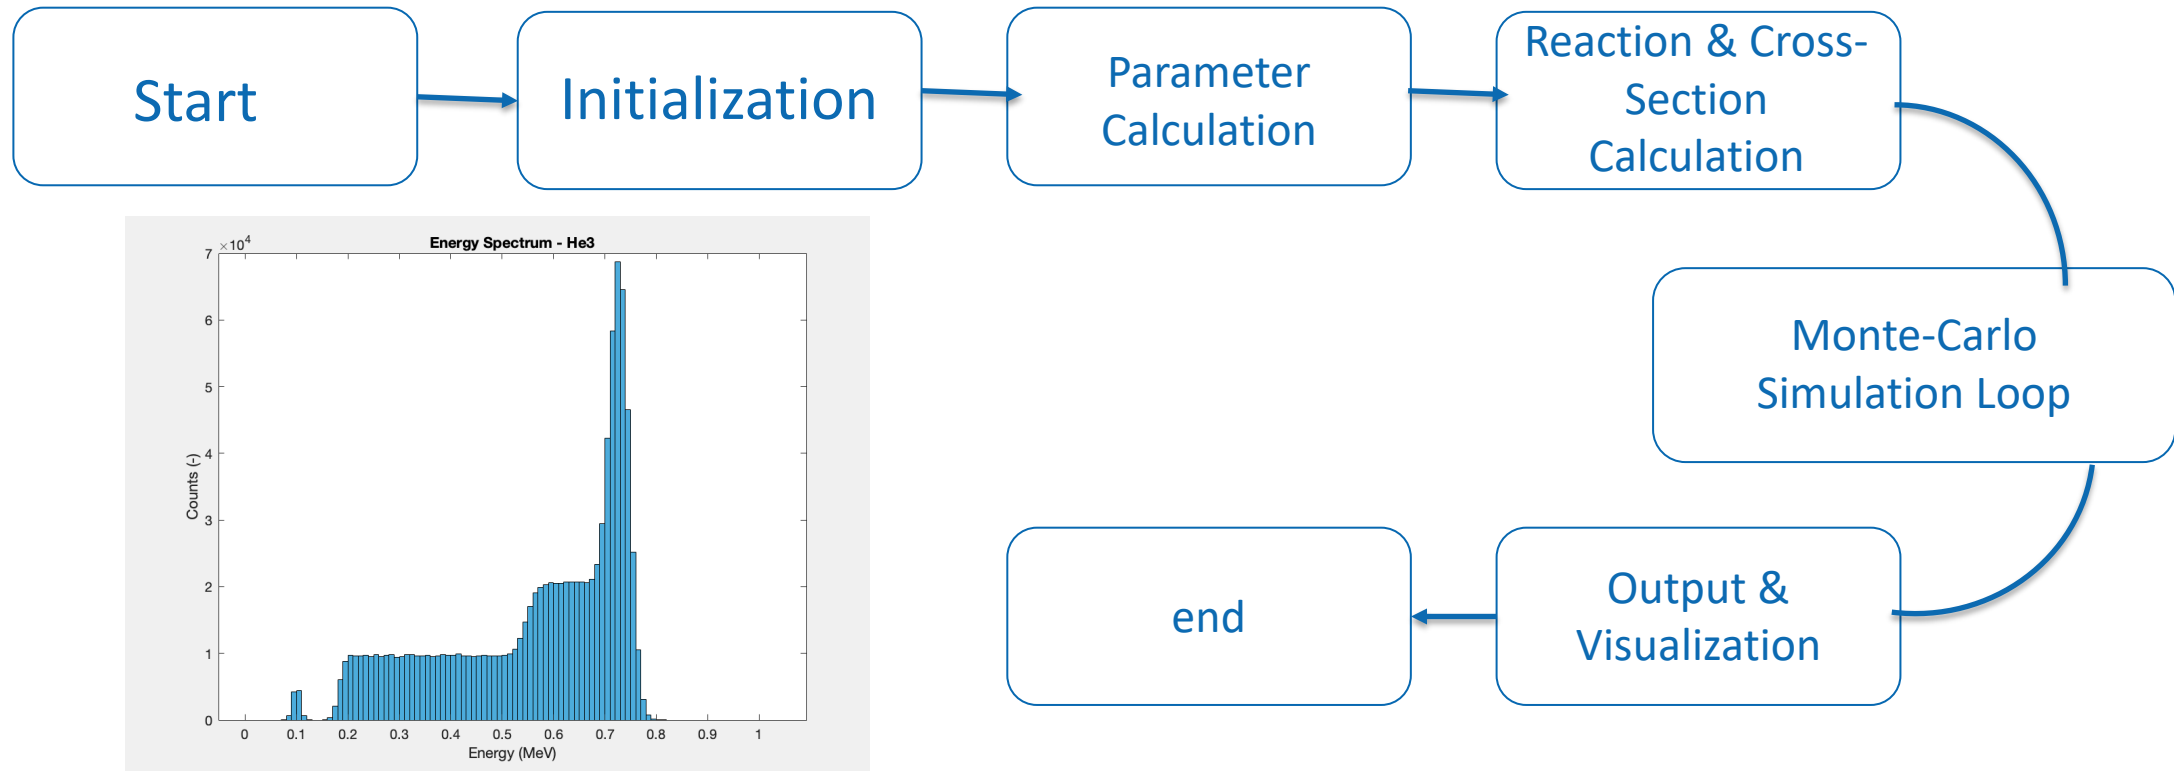 Start
Initialization
Parameter
Calculation
Reaction & Cross-
Section
Calculation
Monte-Carlo
Simulation Loop
Output &
Visualization
end
Energy Spectrum - He3
×10⁴
7
6
5
4
3
2
1
0
Counts (-)
0 0.1 0.2 0.3 0.4 0.5 0.6 0.7 0.8 0.9 1
Energy (MeV)